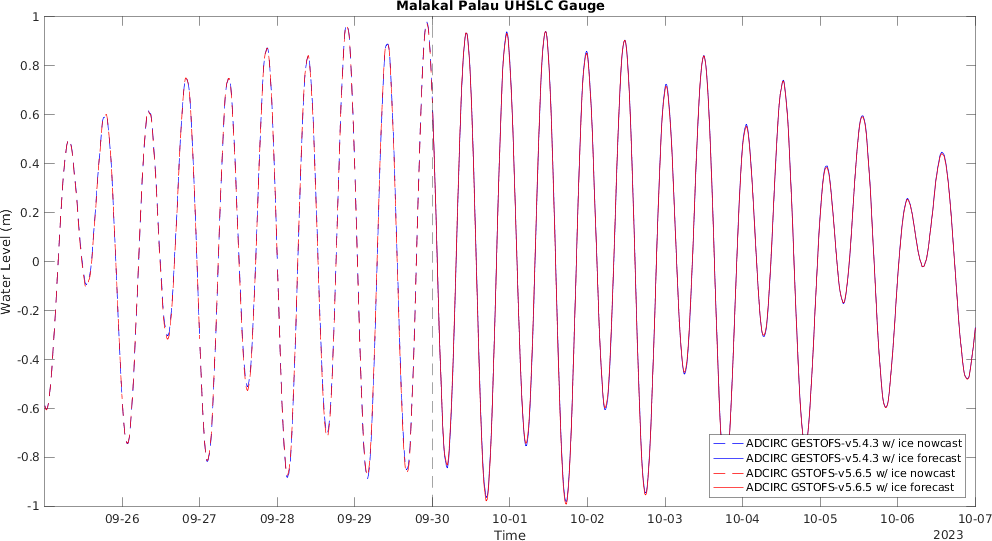 Malakal Palau UHSLC Gauge
1
0.8
0.6
0.4
0.2
0
-0.2
-0.4
-0.6
-0.8
-1
Water Level (m)
ADCIRC GESTOFS-v5.4.3 w/ ice nowcast
ADCIRC GESTOFS-v5.4.3 w/ ice forecast
ADCIRC GSTOFS-v5.6.5 w/ ice nowcast
ADCIRC GSTOFS-v5.6.5 w/ ice forecast
09-26 09-27 09-28 09-29 09-30 10-01 10-02 10-03 10-04 10-05 10-06 10-07
Time
2023